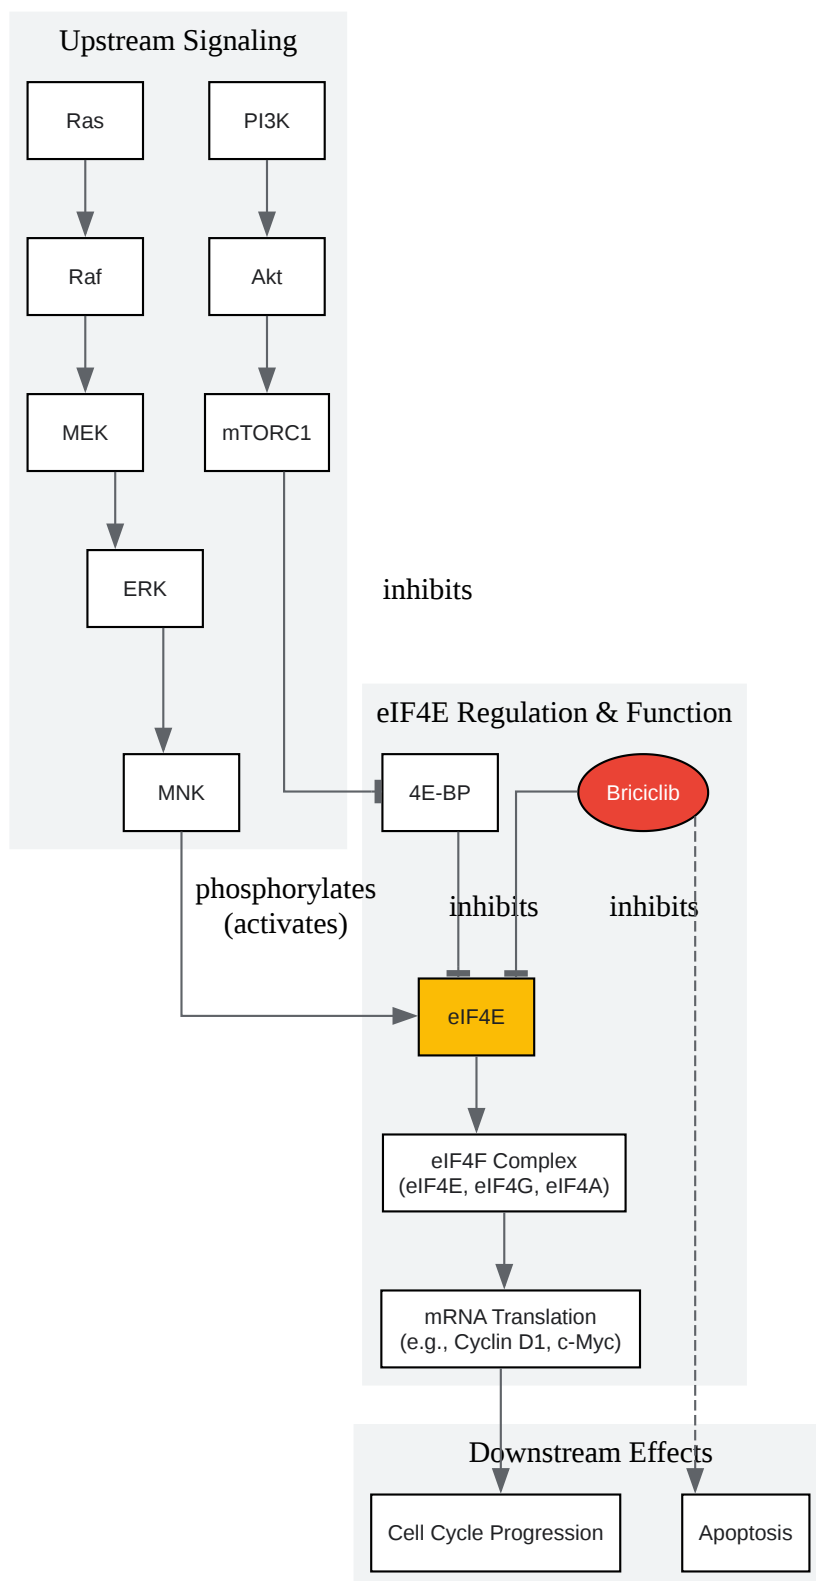 Upstream Signaling
Ras
PI3K
Raf
Akt
MEK
mTORC1
ERK
inhibits
eIF4E Regulation & Function
MNK
4E-BP
Briciclib
phosphorylates
(activates)
inhibits
inhibits
eIF4E
eIF4F Complex
(eIF4E, eIF4G, eIF4A)
mRNA Translation
(e.g., Cyclin D1, c-Myc)
Downstream Effects
Cell Cycle Progression
Apoptosis